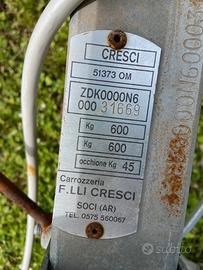 CRESCI
51373 OM
ZDK0000N6
000 31669
Kg 600
Kg 600
occhione Kg 45
Carrozzeria
F.LLI CRESCI
SOCI (AR)
TEL. 0575 560067
subito